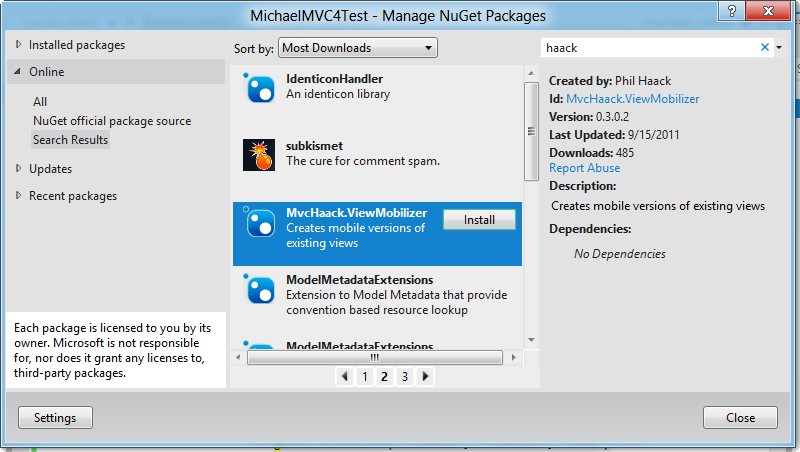 MichaelMVC4Test - Manage NuGet Packages
Installed packages
Online
All
NuGet official package source
Search Results
Updates
Recent packages
Each package is licensed to you by its
owner. Microsoft is not responsible
for, nor does it grant any licenses to,
third-party packages.
Settings
Sort by: Most Downloads
IdenticonHandler
An identicon library
subkismet
The cure for comment spam.
MvcHaack.ViewMobilizer
Creates mobile versions of
existing views
Install
ModelMetadataExtensions
Extension to Model Metadata that provide
convention based resource lookup
ModelMetadataExtensions
1 2 3
haack
Created by: Phil Haack
Id: MvcHaack.ViewMobilizer
Version: 0.3.0.2
Last Updated: 9/15/2011
Downloads: 485
Report Abuse
Description:
Creates mobile versions of existing views
Dependencies:
No Dependencies
Close